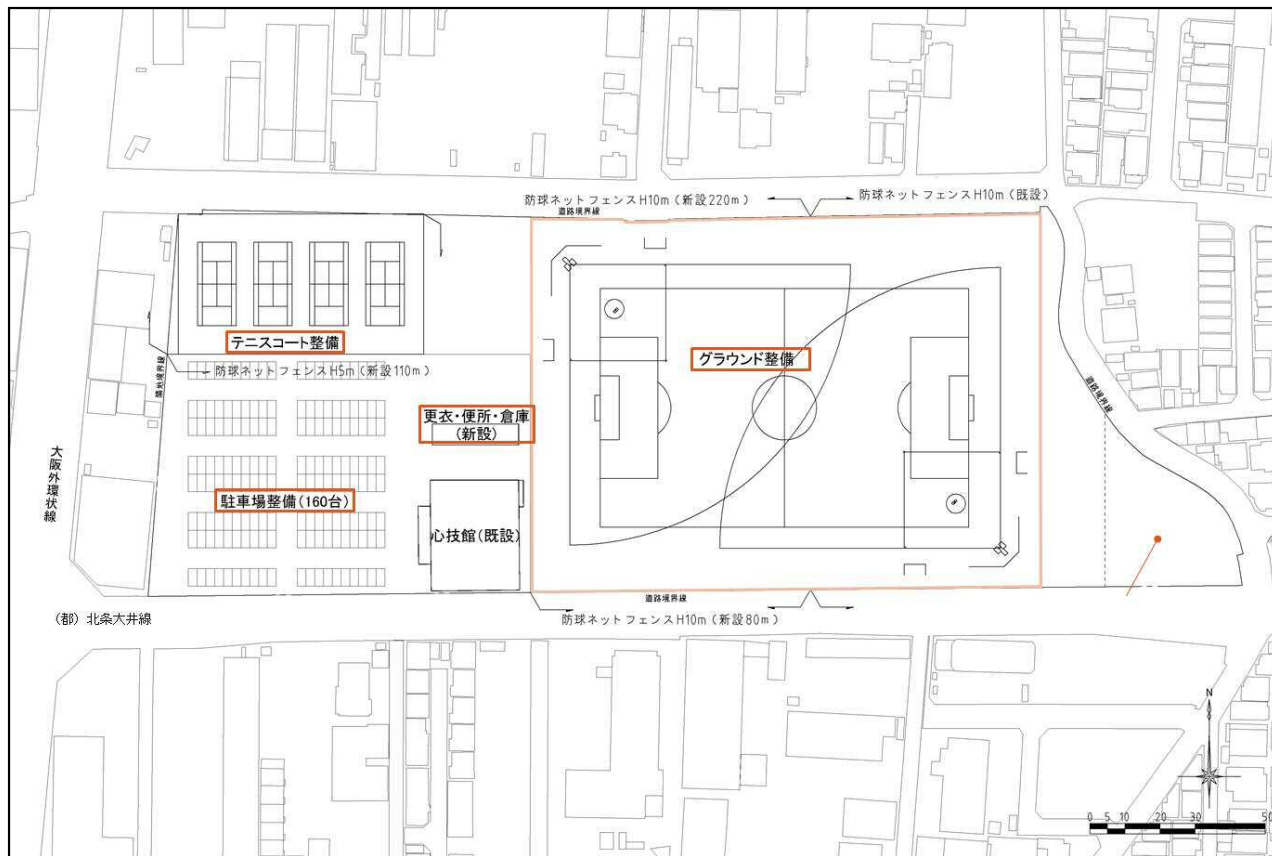 防球ネットフェンスH10m(新設220m)
防球ネットフェンスH10m(既設)
道路境界線
テニスコート整備
グラウンド整備
防球ネットフェンスH5m(新設110m)
隣地境界線
道路境界線
更衣・便所・倉庫
(新設)
大阪外環状線
駐車場整備(160台)
心技館(既設)
道路境界線
(都)北条大井線
防球ネットフェンスH10m(新設80m)
N
0 5 10 20 30 50